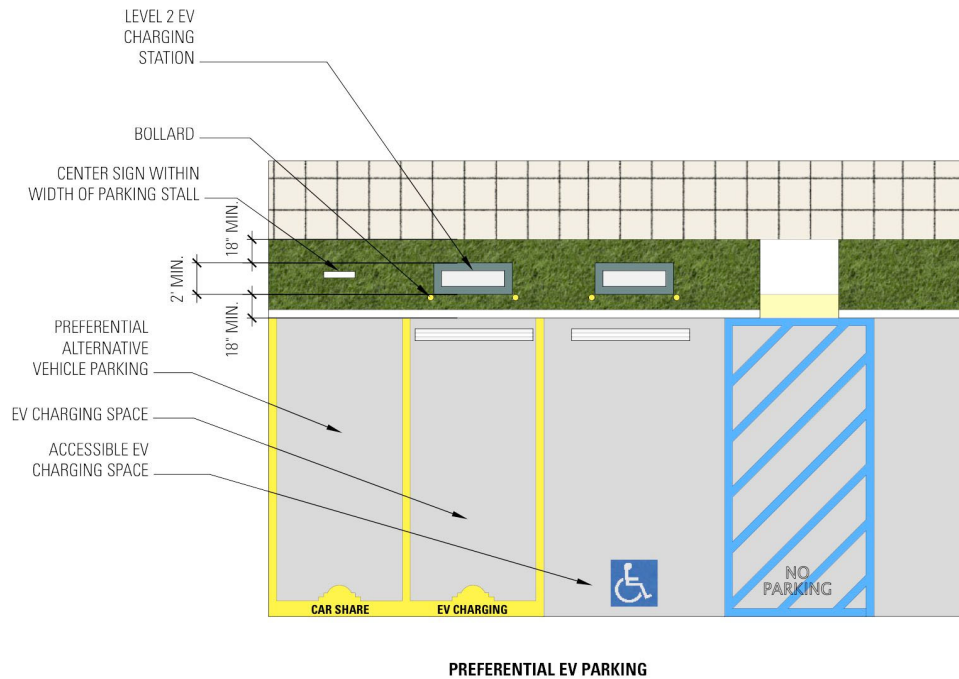 LEVEL 2 EV
CHARGING
STATION
BOLLARD
CENTER SIGN WITHIN
WIDTH OF PARKING STALL
18" MIN.
2' MIN.
18" MIN.
PREFERENTIAL
ALTERNATIVE
VEHICLE PARKING
EV CHARGING SPACE
ACCESSIBLE EV
CHARGING SPACE
NO
PARKING
CAR SHARE
EV CHARGING
PREFERENTIAL EV PARKING